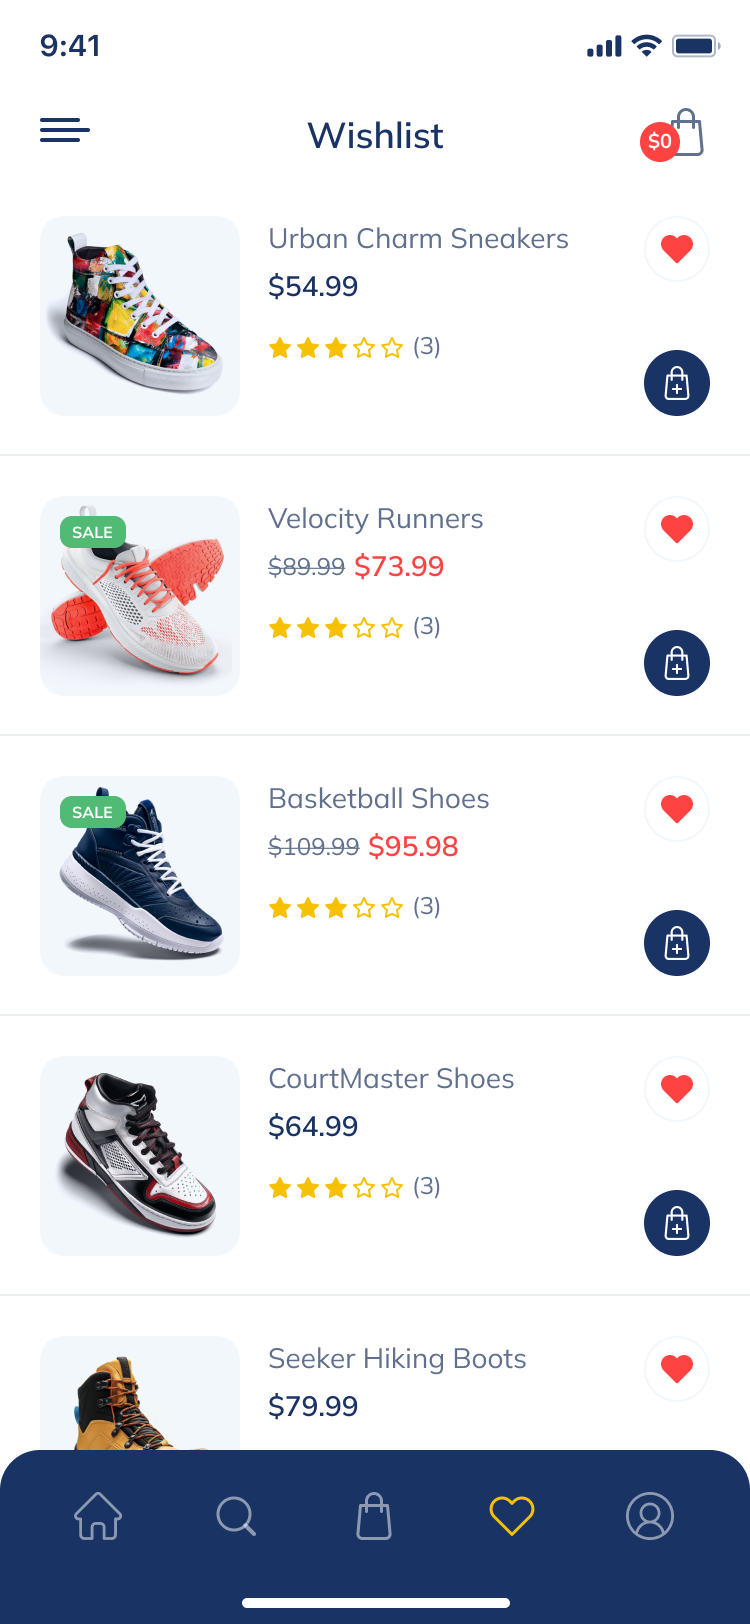 9:41
Wishlist
$0
Urban Charm Sneakers
$54.99
(3)
SALE
Velocity Runners
$89.99 $73.99
(3)
SALE
Basketball Shoes
$109.99 $95.98
(3)
CourtMaster Shoes
$64.99
(3)
Seeker Hiking Boots
$79.99